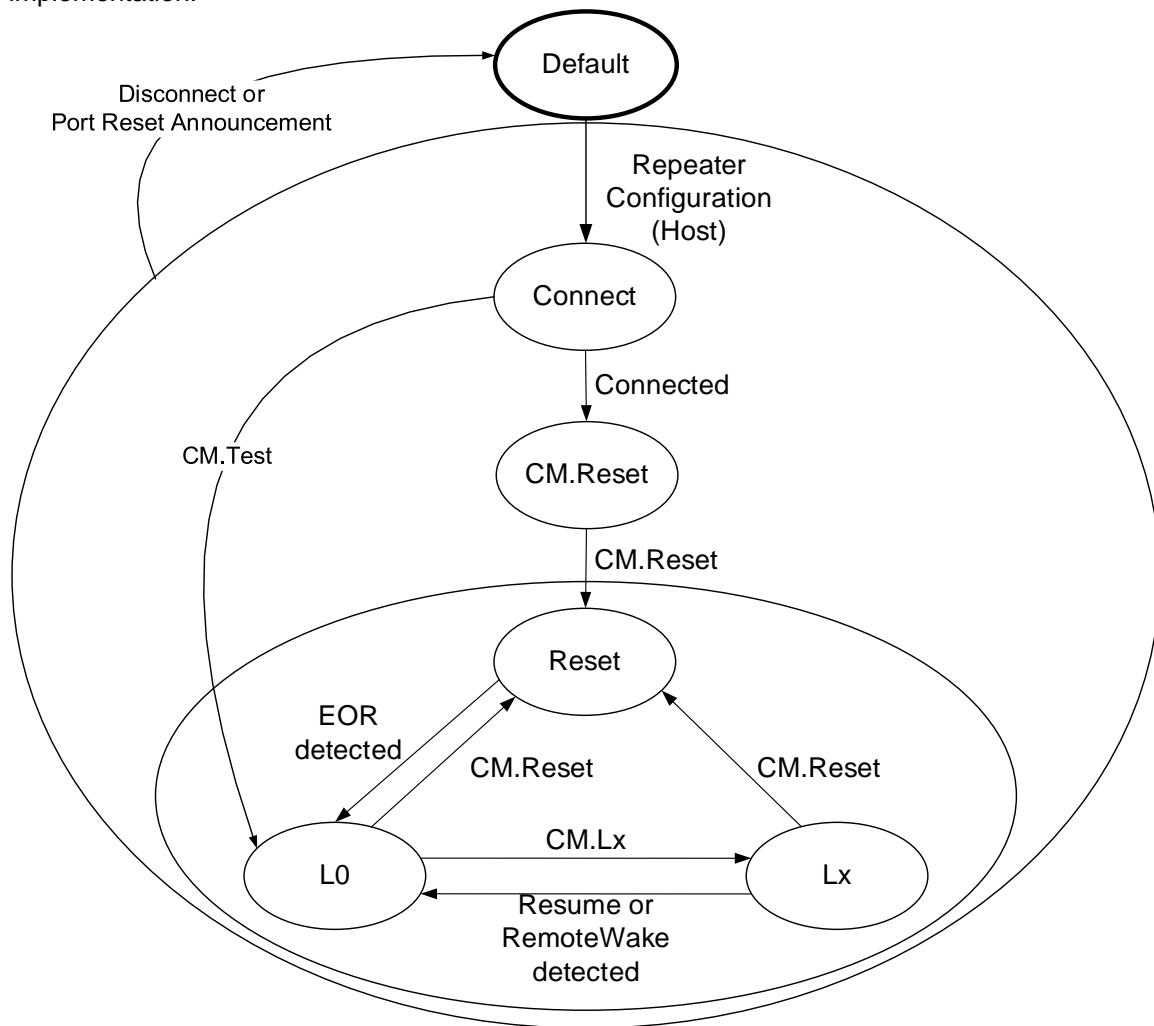 implementation.
Default
Disconnect or
Port Reset Announcement
Repeater
Configuration
(Host)
Connect
Connected
CM.Test
CM.Reset
CM.Reset
Reset
EOR
detected
CM.Reset
CM.Reset
CM.Lx
L0
Lx
Resume or
RemoteWake
detected